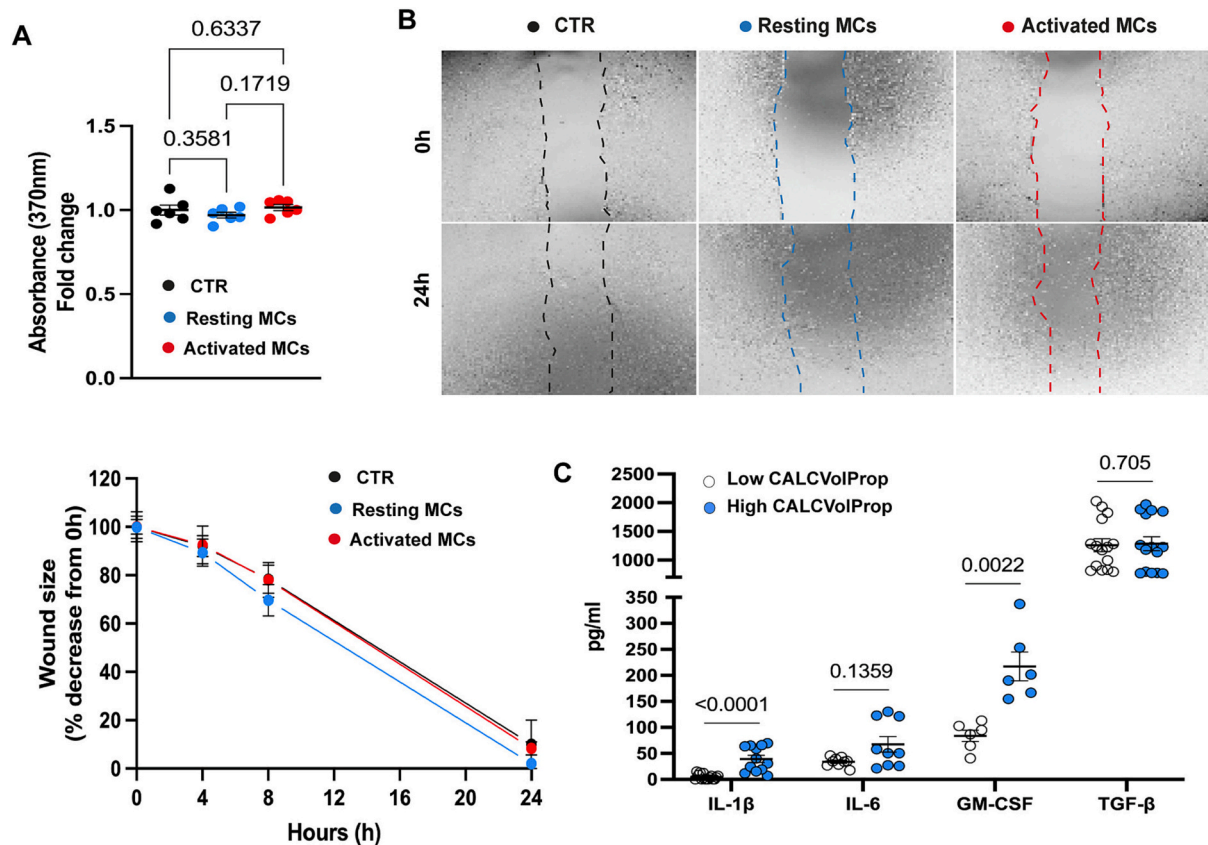 A
0.6337
0.1719
0.3581
1.5
1.0
0.5
0.0
Absorbance (370nm)
Fold change
CTR
Resting MCs
Activated MCs
B
CTR
Resting MCs
Activated MCs
0h
24h
120
100
80
60
40
20
0
Wound size
(% decrease from 0h)
CTR
Resting MCs
Activated MCs
0 4 8 12 16 20 24
Hours (h)
C
Low CALCVolProp
High CALCVolProp
2500
2000
1500
1000
350
300
250
200
150
100
50
0
pg/ml
<0.0001
0.1359
0.0022
0.705
IL-1β IL-6 GM-CSF TGF-β